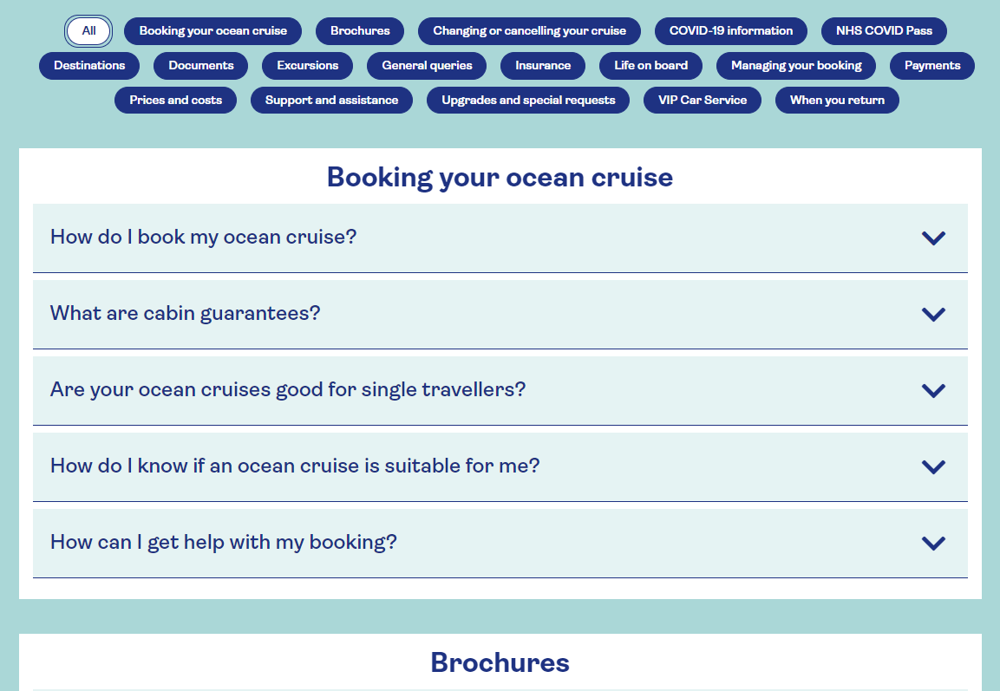 All Booking your ocean cruise Brochures Changing or cancelling your cruise COVID-19 information NHS COVID Pass
Destinations Documents Excursions General queries Insurance Life on board Managing your booking Payments
Prices and costs Support and assistance Upgrades and special requests VIP Car Service When you return
Booking your ocean cruise
How do I book my ocean cruise?
What are cabin guarantees?
Are your ocean cruises good for single travellers?
How do I know if an ocean cruise is suitable for me?
How can I get help with my booking?
Brochures